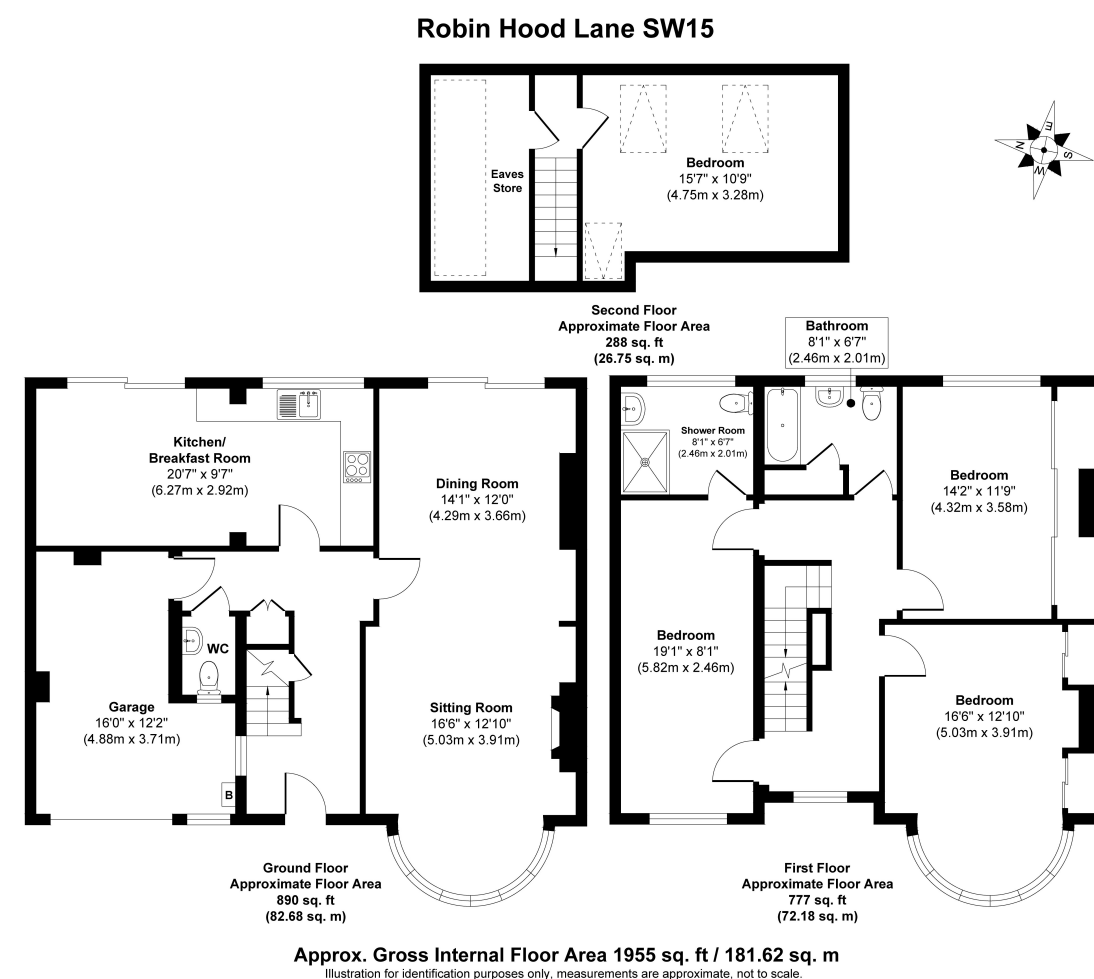 Robin Hood Lane SW15
Eaves
Store
Bedroom
15'7" x 10'9"
(4.75m x 3.28m)
N
E
S
W
Second Floor
Approximate Floor Area
288 sq. ft
(26.75 sq. m)
Kitchen/
Breakfast Room
20'7" x 9'7"
(6.27m x 2.92m)
Dining Room
14'1" x 12'0"
(4.29m x 3.66m)
WC
Garage
16'0" x 12'2"
(4.88m x 3.71m)
B
Sitting Room
16'6" x 12'10"
(5.03m x 3.91m)
Ground Floor
Approximate Floor Area
890 sq. ft
(82.68 sq. m)
Bathroom
8'1" x 6'7"
(2.46m x 2.01m)
Shower Room
8'1" x 6'7"
(2.46m x 2.01m)
Bedroom
14'2" x 11'9"
(4.32m x 3.58m)
Bedroom
19'1" x 8'1"
(5.82m x 2.46m)
Bedroom
16'6" x 12'10"
(5.03m x 3.91m)
First Floor
Approximate Floor Area
777 sq. ft
(72.18 sq. m)
Approx. Gross Internal Floor Area 1955 sq. ft / 181.62 sq. m
Illustration for identification purposes only, measurements are approximate, not to scale.